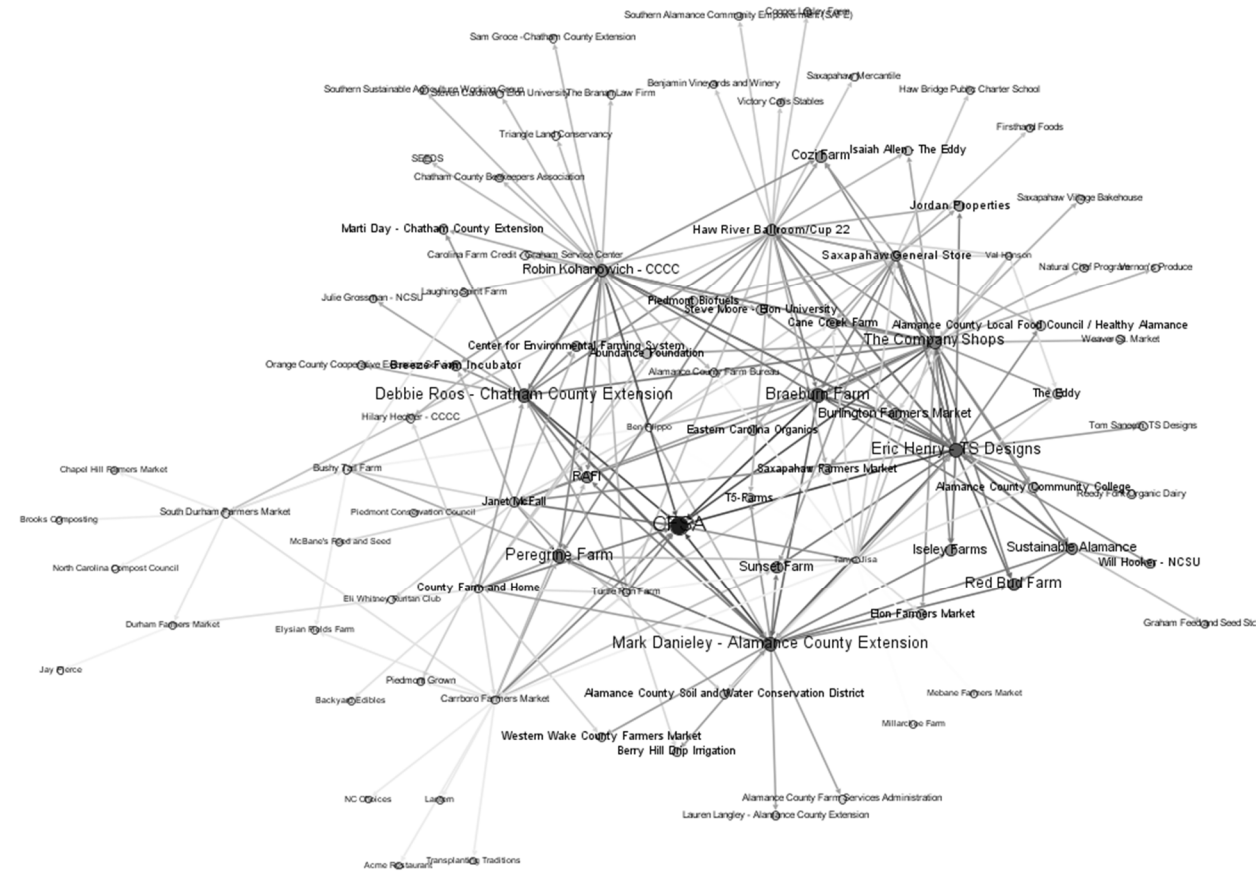 Copper Ligley Farm
Southern Alamance Community Empowerment (SAFE)
Sam Groce -Chatham County Extension
Saxapahaw Mercantile
Benjamin Vineyards and Winery
Southern Sustainable Agriculture Working Group
Steven Caldwell - Elon University
The Branan Law Firm
Haw Bridge Public Charter School
Victory Stables
Firsthand Foods
Triangle Land Conservancy
Isaiah Allen - The Eddy
Cozi Farm
SEEDS
Chatham County Beekeepers Association
Saxapahaw Village Bakehouse
Jordan Properties
Marti Day - Chatham County Extension
Haw River Ballroom/Cup 22
Carolina Farm Credit - Graham Service Center
Saxapahaw General Store
Robin Kohanowich - CCCC
Natural Chef Program
Vernon's Produce
Laughing Spirit Farm
Julie Grossman - NCSU
Piedmont Biofuels
Steve Moore - Elon University
Cane Creek Farm
Alamance County Local Food Council / Healthy Alamance
The Company Shops
Weaver St. Market
Center for Environmental Farming System
Abundance Foundation
Orange County Cooperative
Breeze Farm Incubator
Alamance County Farm Bureau
Debbie Roos - Chatham County Extension
Braeburn Farm
The Eddy
Burlington Farmers Market
Hilary Hecker - CCCC
Ben Filippo
Eastern Carolina Organics
Tom Sanseth TS Designs
Eric Henry - TS Designs
Chapel Hill Farmers Market
Bushy Tail Farm
Saxapahaw Farmers Market
RAFI
Alamance County Community College
Reedy Fork Organic Dairy
T5-Farms
Janet McFall
South Durham Farmers Market
Piedmont Conservation Council
Brooks Composting
CFSA
McBane's Feed and Seed
Sustainable Alamance
Iseley Farms
Peregrine Farm
Will Hooker - NCSU
North Carolina Compost Council
Sunset Farm
Red Bud Farm
County Farm and Home
Turtle Run Farm
Eli Whitney Ruritan Club
Elon Farmers Market
Durham Farmers Market
Graham Feed and Seed
Elysian Fields Farm
Mark Danieley - Alamance County Extension
Jay Pierce
Piedmont Grown
Alamance County Soil and Water Conservation District
Mebane Farmers Market
Backyard Edibles
Carrboro Farmers Market
Millarckee Farm
Western Wake County Farmers Market
Berry Hill Drip Irrigation
NC Choices
Lantern
Alamance County Farm Services Administration
Lauren Langley - Alamance County Extension
Transplanting Traditions
Acme Restaurant